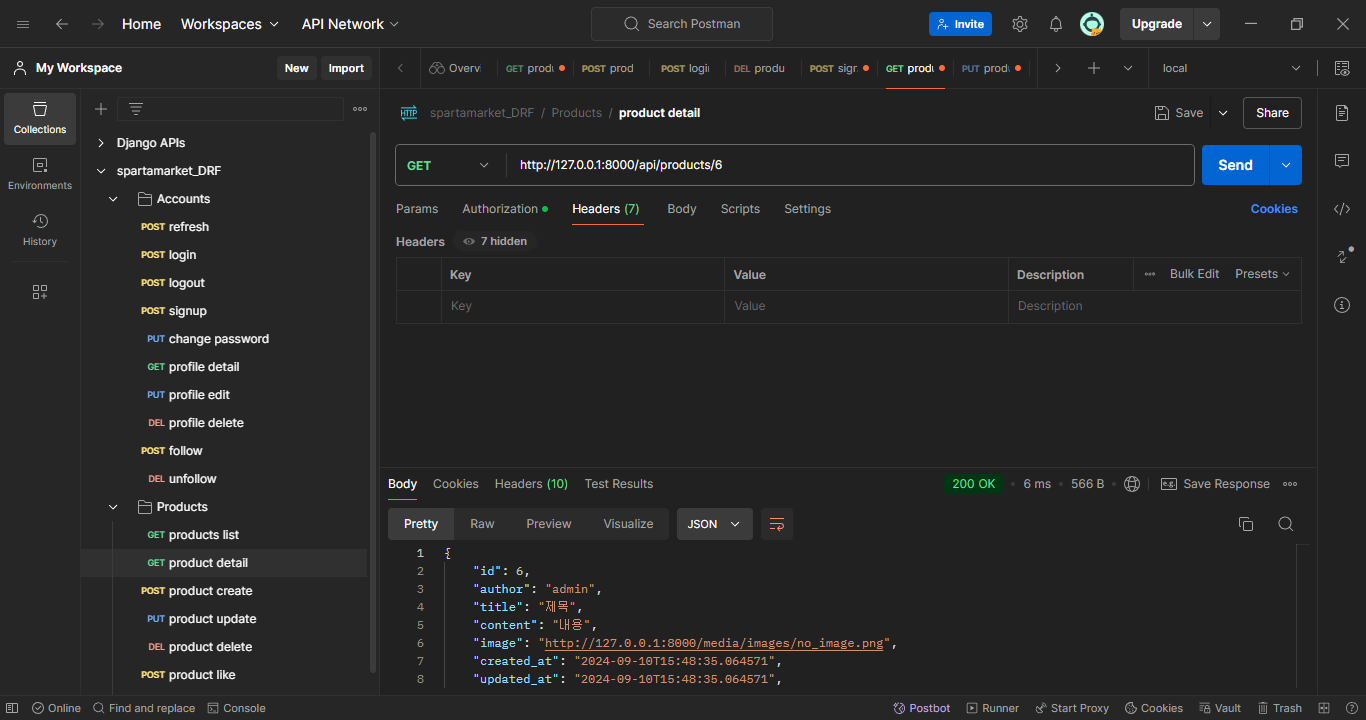 Home Workspaces API Network Search Postman Invite Upgrade
My Workspace New Import Overvi GET produ POST prod POST logi DEL produ POST sign GET produ PUT produ local
Collections
Environments
History
Django APIs
spartamarket_DRF
Accounts
POST refresh
POST login
POST logout
POST signup
PUT change password
GET profile detail
PUT profile edit
DEL profile delete
POST follow
DEL unfollow
Products
GET products list
GET product detail
POST product create
PUT product update
DEL product delete
POST product like
HTTP spartamarket_DRF / Products / product detail Save Share
GET http://127.0.0.1:8000/api/products/6 Send
Params Authorization Headers (7) Body Scripts Settings Cookies
Headers 7 hidden
Key Value Description Bulk Edit Presets
Key Value Description
Body Cookies Headers (10) Test Results 200 OK 6 ms 566 B e.g. Save Response
Pretty Raw Preview Visualize JSON
1 {
2 "id": 6,
3 "author": "admin",
4 "title": "제목",
5 "content": "내용",
6 "image": "http://127.0.0.1:8000/media/images/no_image.png",
7 "created_at": "2024-09-10T15:48:35.064571",
8 "updated_at": "2024-09-10T15:48:35.064571",
Online Find and replace Console Postbot Runner Start Proxy Cookies Vault Trash